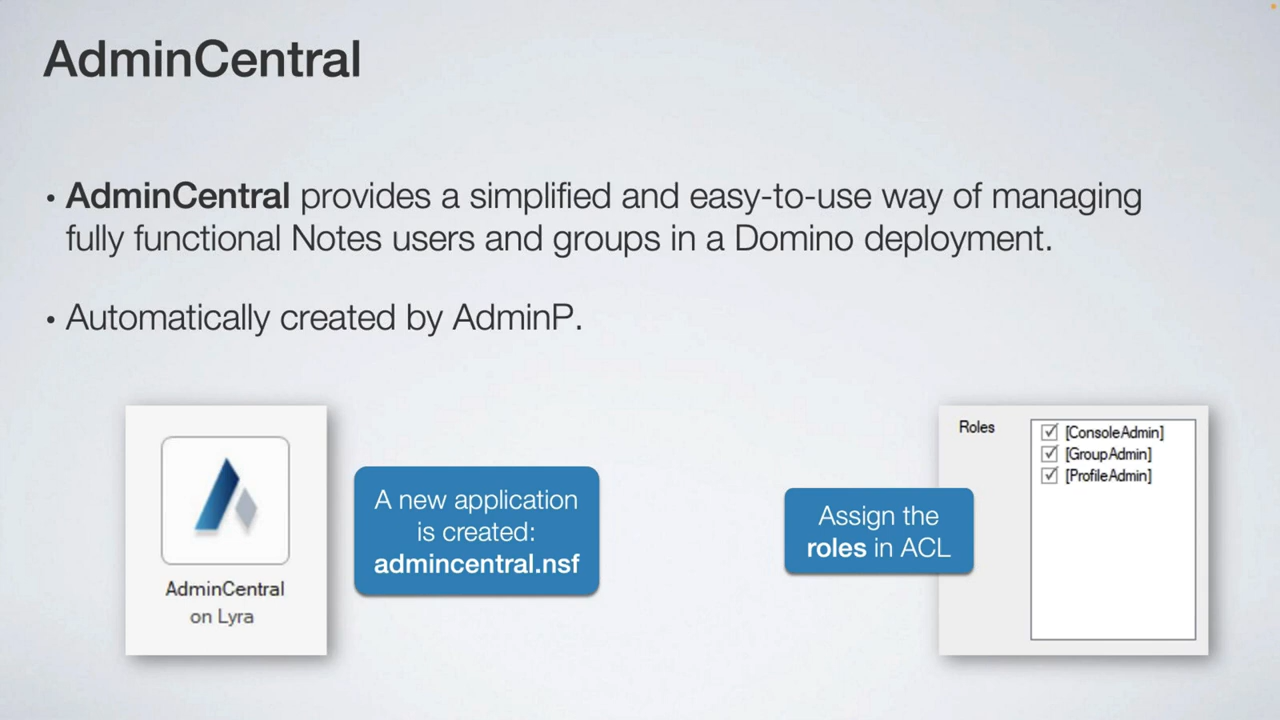 AdminCentral
• AdminCentral provides a simplified and easy-to-use way of managing
fully functional Notes users and groups in a Domino deployment.
• Automatically created by AdminP.
AdminCentral
on Lyra
A new application
is created:
admincentral.nsf
Assign the
roles in ACL
Roles
[ConsoleAdmin]
[GroupAdmin]
[ProfileAdmin]